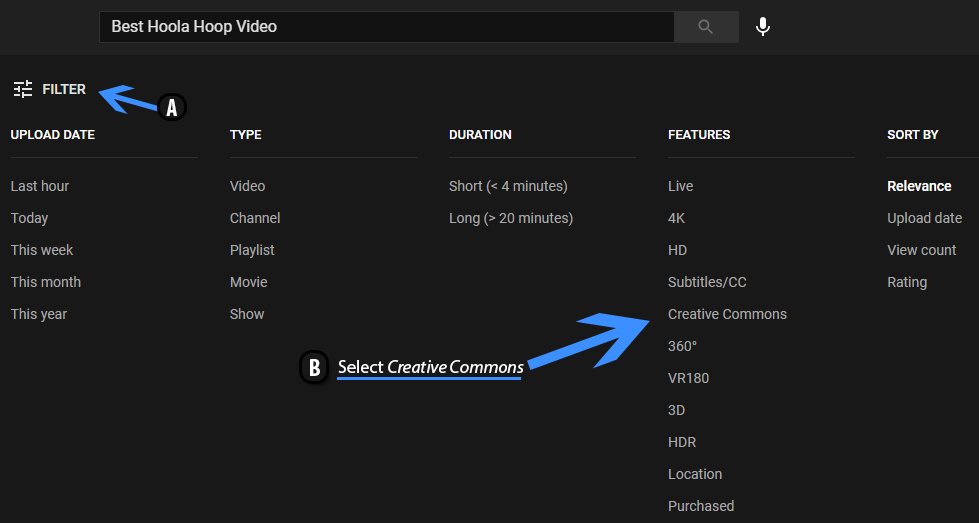 Best Hoola Hoop Video
FILTER
A
UPLOAD DATE
Last hour
Today
This week
This month
This year
TYPE
Video
Channel
Playlist
Movie
Show
DURATION
Short (< 4 minutes)
Long (> 20 minutes)
FEATURES
Live
4K
HD
Subtitles/CC
Creative Commons
360°
VR180
3D
HDR
Location
Purchased
SORT BY
Relevance
Upload date
View count
Rating
B
Select Creative Commons